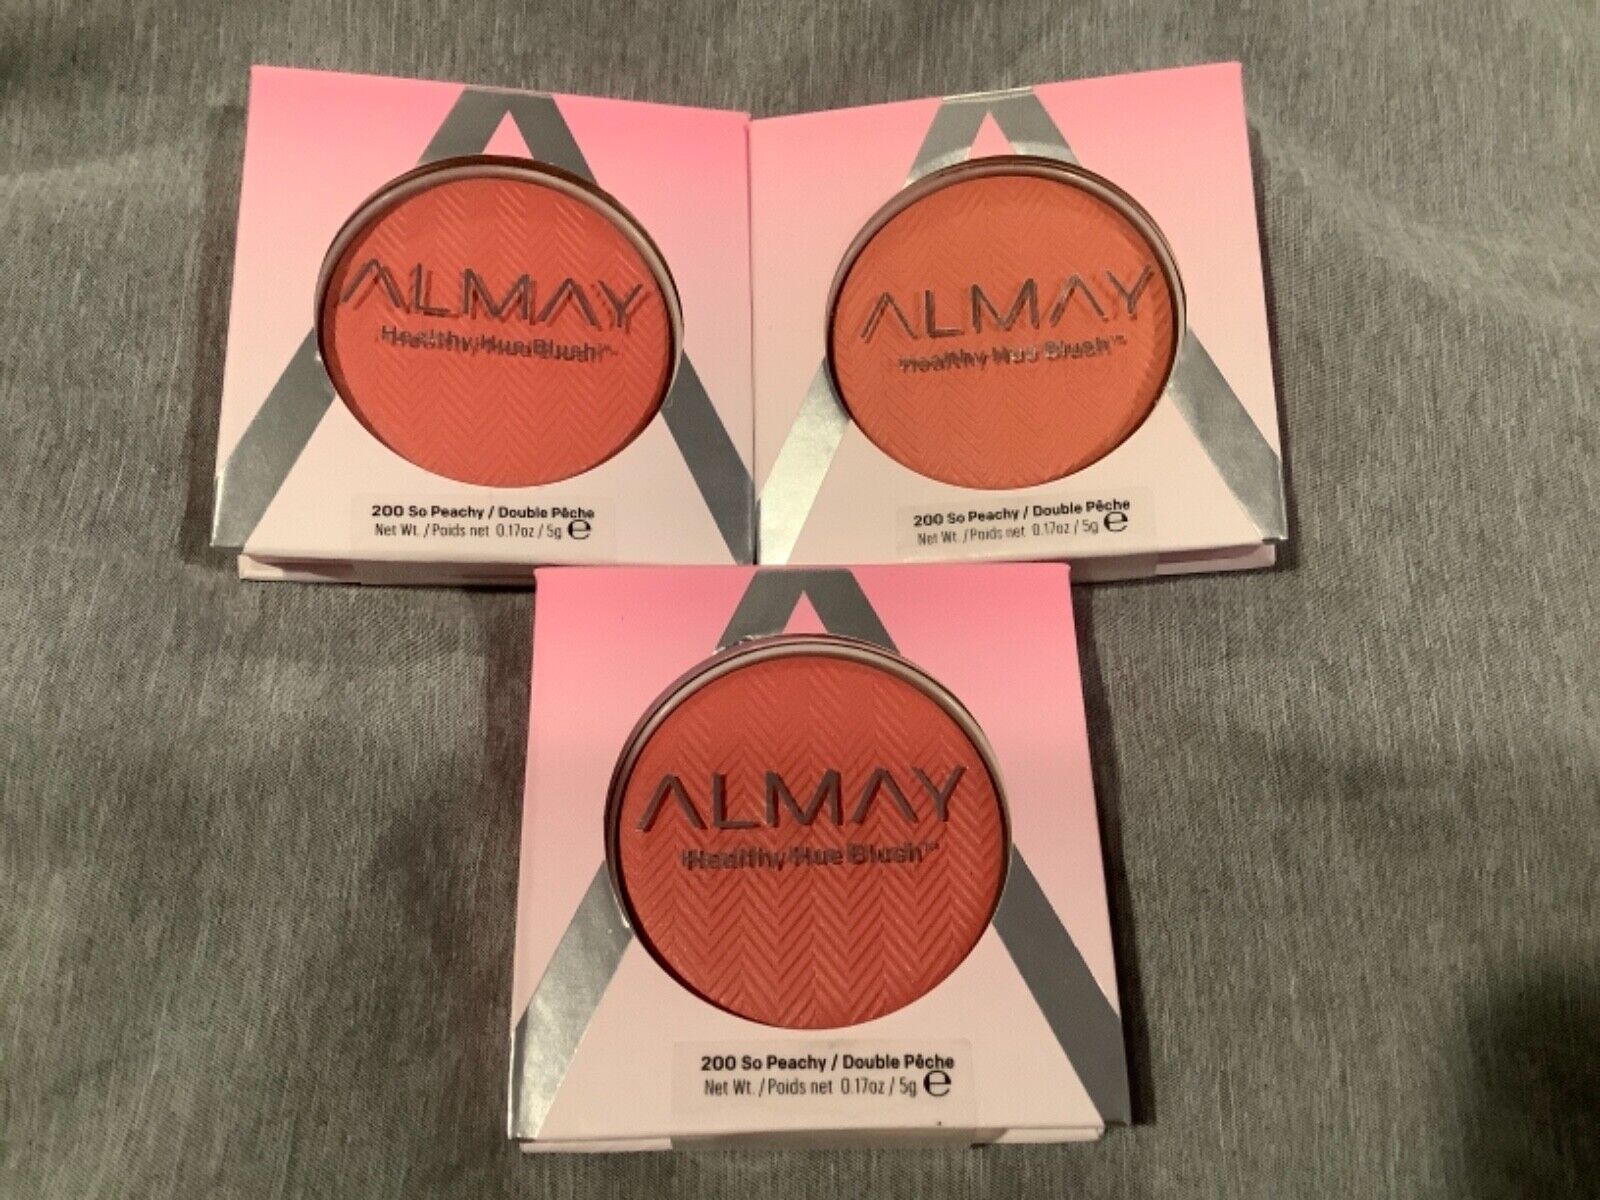 ALMAY
Healthy Hue Blush™
200 So Peachy / Double Pêche
Net Wt. / Poids net 0.17oz / 5g e
ALMAY
Healthy Hue Blush™
200 So Peachy / Double Pêche
Net Wt. / Poids net 0.17oz / 5g e
ALMAY
Healthy Hue Blush™
200 So Peachy / Double Pêche
Net Wt. / Poids net 0.17oz / 5g e